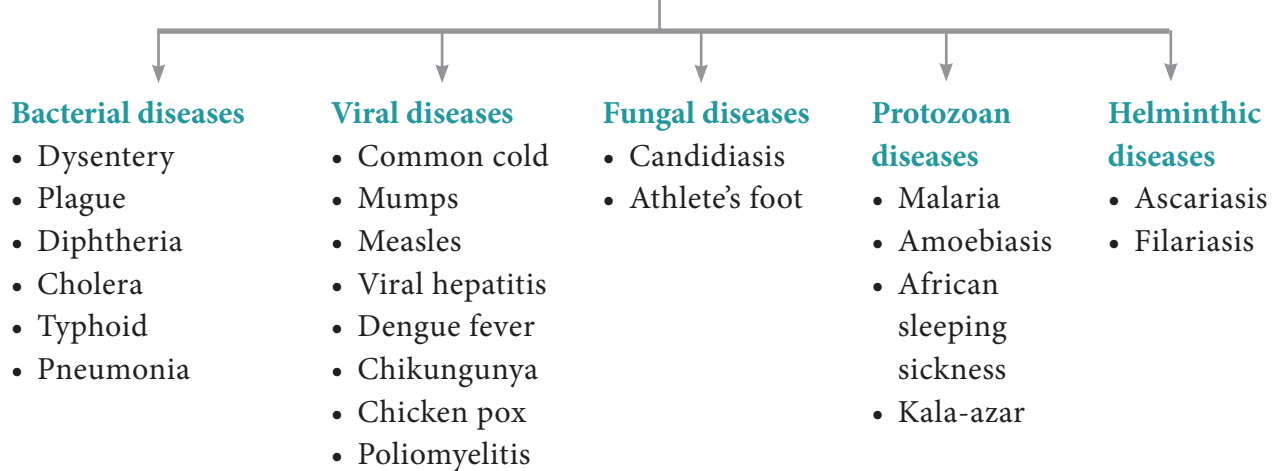 Bacterial diseases
• Dysentery
• Plague
• Diphtheria
• Cholera
• Typhoid
• Pneumonia
Viral diseases
• Common cold
• Mumps
• Measles
• Viral hepatitis
• Dengue fever
• Chikungunya
• Chicken pox
• Poliomyelitis
Fungal diseases
• Candidiasis
• Athlete's foot
Protozoan
diseases
• Malaria
• Amoebiasis
• African
sleeping
sickness
• Kala-azar
Helminthic
diseases
• Ascariasis
• Filariasis